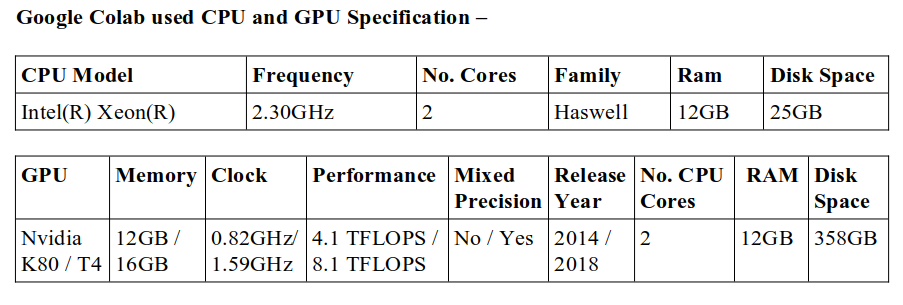 Google Colab used CPU and GPU Specification –
CPU Model Frequency No. Cores Family Ram Disk Space
Intel(R) Xeon(R) 2.30GHz 2 Haswell 12GB 25GB
GPU Memory Clock Performance Mixed Release No. CPU RAM Disk
Precision Year Cores Space
Nvidia 12GB / 0.82GHz/ 4.1 TFLOPS / No / Yes 2014 / 2 12GB 358GB
K80 / T4 16GB 1.59GHz 8.1 TFLOPS 2018